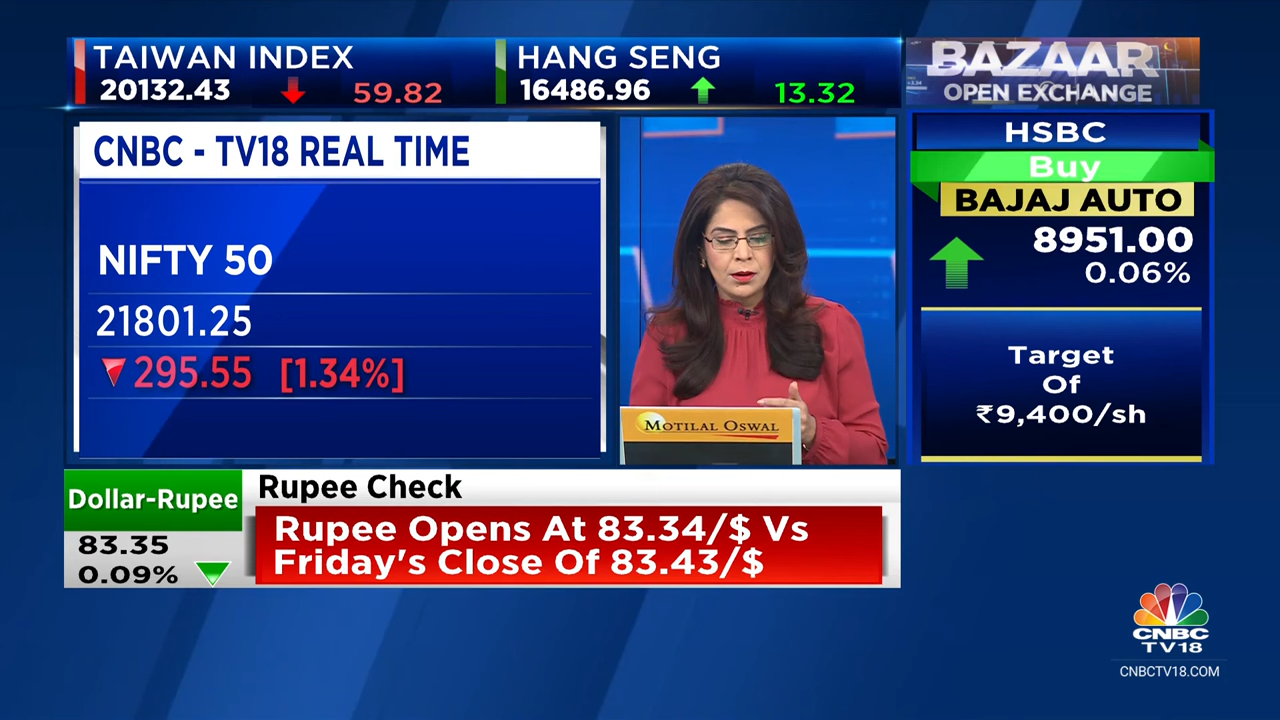 TAIWAN INDEX
20132.43 59.82
HANG SENG
16486.96 13.32
BAZAAR
OPEN EXCHANGE
CNBC - TV18 REAL TIME
NIFTY 50
21801.25
295.55 [1.34%]
MOTILAL OSWAL
HSBC
Buy
BAJAJ AUTO
8951.00
0.06%
Target
Of
₹9,400/sh
Dollar-Rupee
83.35
0.09%
Rupee Check
Rupee Opens At 83.34/$ Vs
Friday's Close Of 83.43/$
CNBC
TV18
CNBCTV18.COM